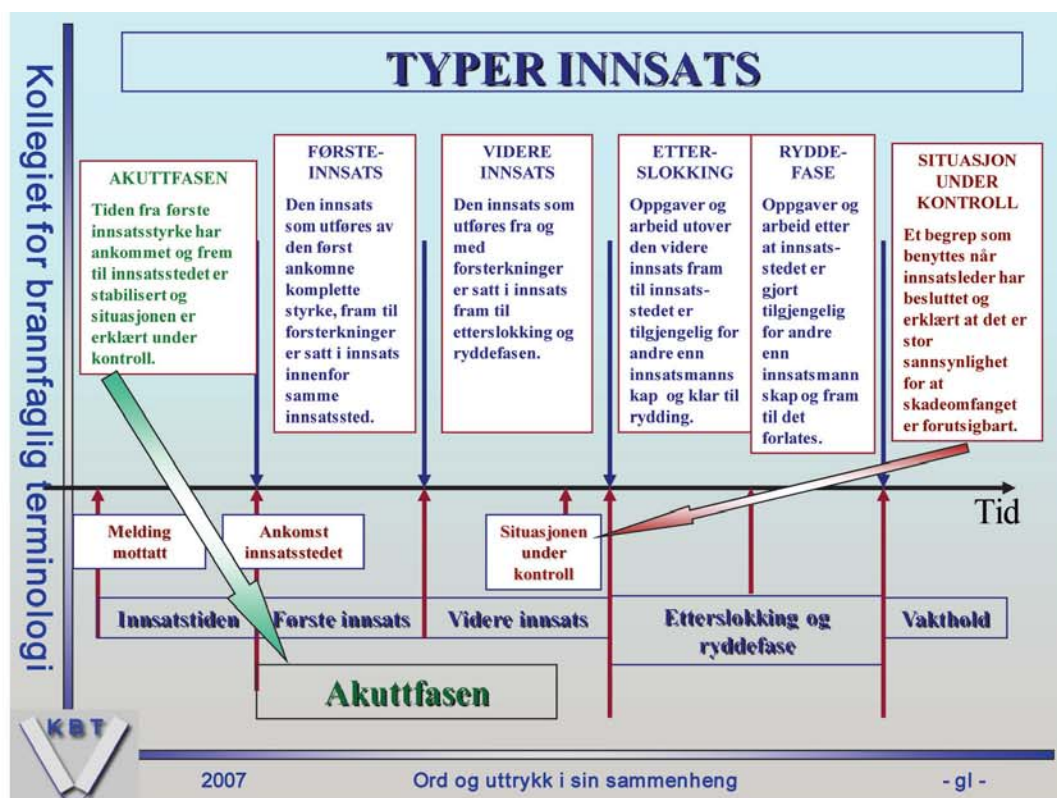 Kollegiet for brannfaglig terminologi
TYPER INNSATS
AKUTTFASEN
Tiden fra første
innsatsstyrke har
ankommet og frem
til innsatsstedet er
stabilisert og
situasjonen er
erklært under
kontroll.
FØRSTE-
INNSATS
Den innsats
som utføres av
den først
ankomne
komplette
styrke, fram til
forsterkninger
er satt i innsats
innenfor
samme
innsatssted.
VIDERE
INNSATS
Den innsats som
utføres fra og
med
forsterkninger
er satt i innsats
fram til
etterslokking og
ryddefasen.
ETTER-
SLOKKING
Oppgaver og
arbeid utover
den videre
innsats fram
til innsats-
stedet er
tilgjengelig for
andre enn
innsatsmanns
kap og klar til
rydding.
RYDDE-
FASE
Oppgaver og
arbeid etter
at innsats-
stedet er
gjort
tilgjengelig
for andre
enn
innsatsmann
skap og fram
til det
forlates.
SITUASJON
UNDER
KONTROLL
Et begrep som
benyttes når
innsatsleder har
besluttet og
erklært at det er
stor
sannsynlighet
for at
skadeomfanget
er forutsigbart.
Tid
Melding
mottatt
Ankomst
innsatsstedet
Situasjonen
under
kontroll
Innsatstiden
Første innsats
Videre innsats
Etterslokking og
ryddefase
Vakthold
Akuttfasen
KBT
2007
Ord og uttrykk i sin sammenheng
- gl -